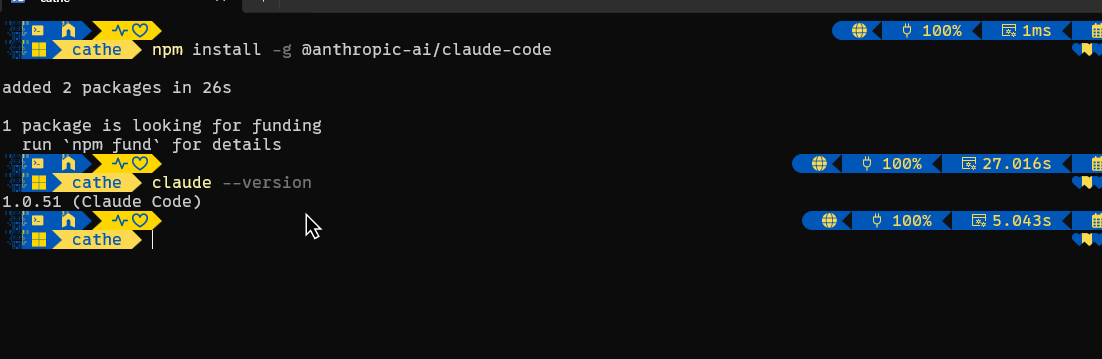 cathe
100% 1ms
cathe npm install -g @anthropic-ai/claude-code
added 2 packages in 26s
1 package is looking for funding
run `npm fund` for details
100% 27.016s
cathe claude --version
1.0.51 (Claude Code)
100% 5.043s
cathe